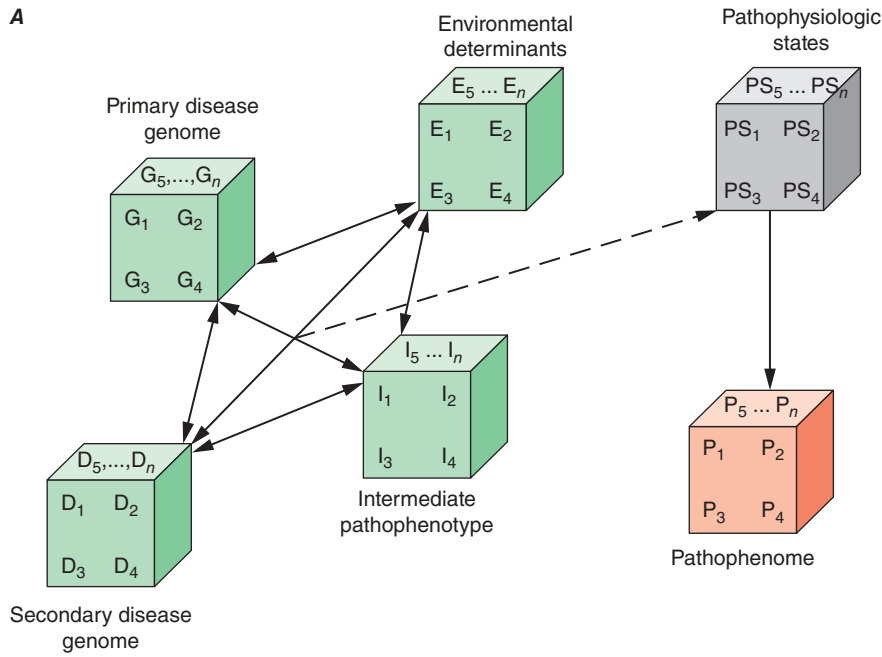 A
Environmental
determinants
E5 ... En
E1 E2
E3 E4
Pathophysiologic
states
PS5 ... PSn
PS1 PS2
PS3 PS4
Primary disease
genome
G5,...,Gn
G1 G2
G3 G4
I5 ... In
I1 I2
I3 I4
Intermediate
pathophenotype
P5 ... Pn
P1 P2
P3 P4
Pathophenome
D5,...,Dn
D1 D2
D3 D4
Secondary disease
genome